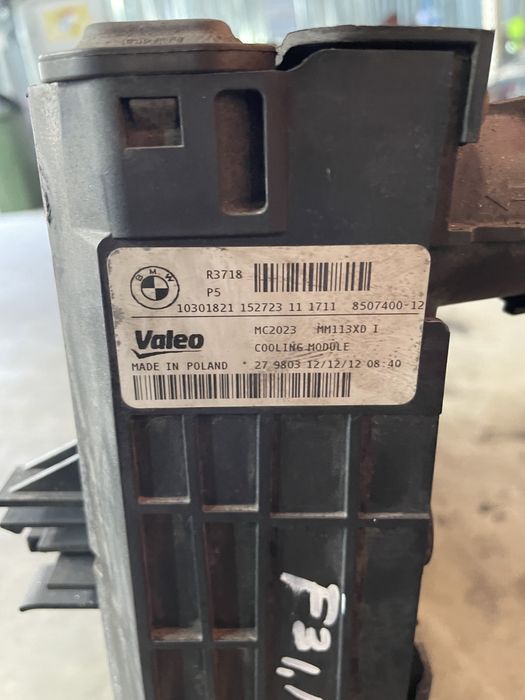 BMW
R3718
P5
10301821 152723 11 1711 8507400-12
Valeo
MC2023 MM113XD I
COOLING MODULE
MADE IN POLAND * 27 9803 12/12/12 08:40
F31,